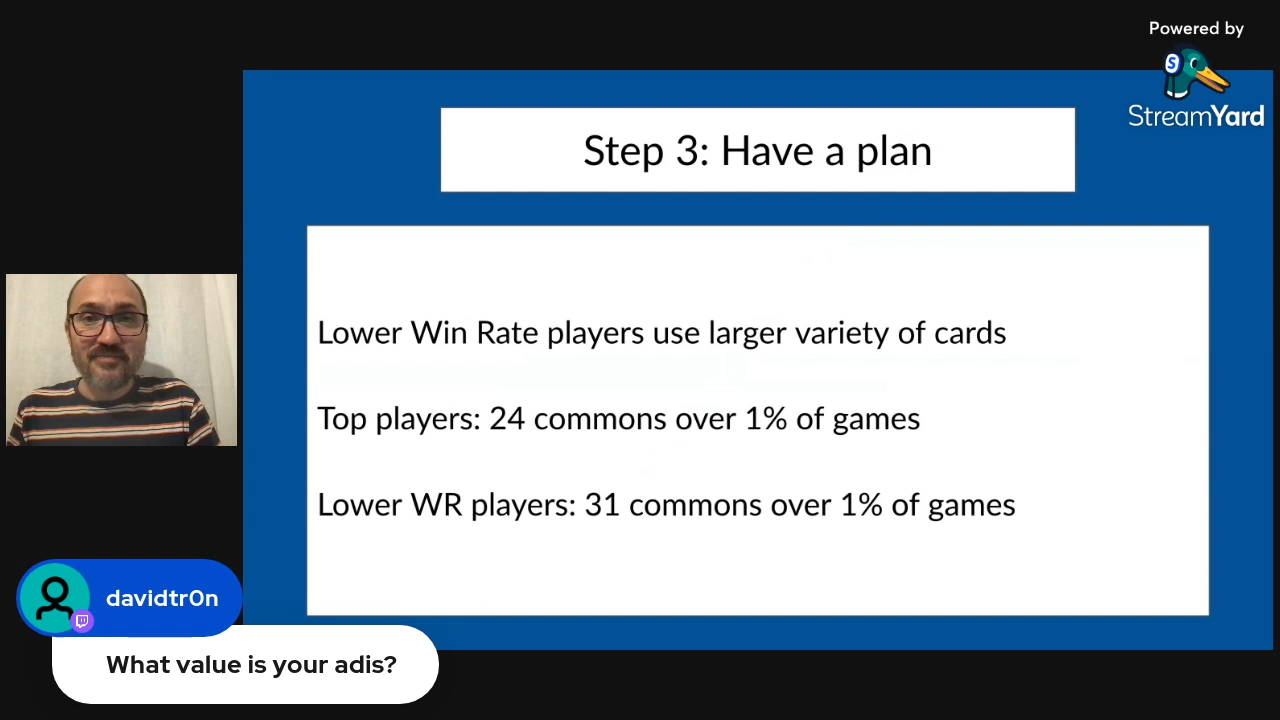 Powered by
S
StreamYard
Step 3: Have a plan
Lower Win Rate players use larger variety of cards
Top players: 24 commons over 1% of games
Lower WR players: 31 commons over 1% of games
davidtr0n
What value is your adis?